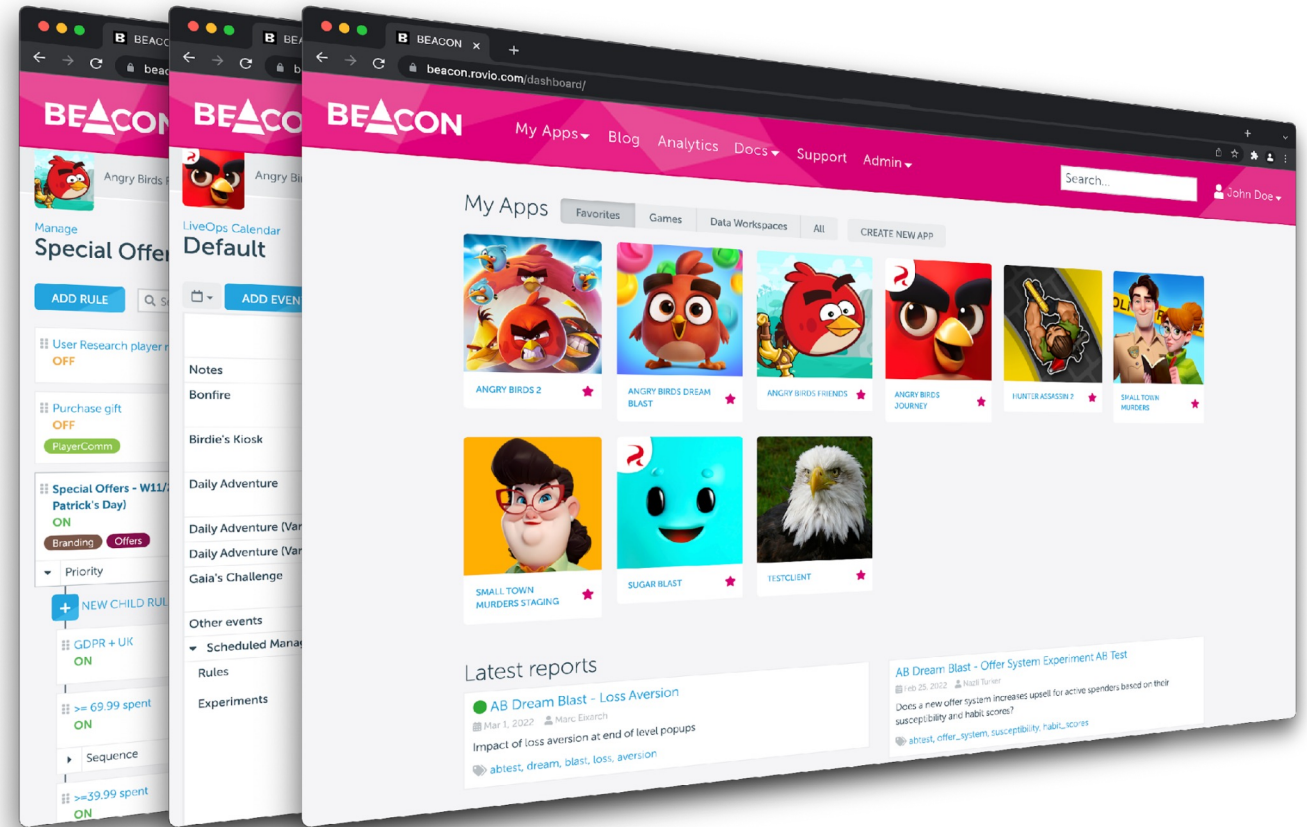 BEACO
beac
BEACON
Angry Birds F
Manage
Special Offer
ADD RULE
User Research player r
OFF
Purchase gift
OFF
PlayerComm
Special Offers - W11/2
Patrick's Day)
ON
Branding Offers
Priority
+ NEW CHILD RUL
GDPR + UK
ON
>= 69.99 spent
ON
Sequence
>=39.99 spent
ON
B BEA
b
BEACO
Angry Bi
LiveOps Calendar
Default
ADD EVEN
Notes
Bonfire
Birdie's Kiosk
Daily Adventure
Daily Adventure (Var
Daily Adventure (Var
Gaia's Challenge
Other events
Scheduled Manag
Rules
Experiments
B BEACON × +
beacon.rovio.com/dashboard/
BEACON
My Apps Blog Analytics Docs Support Admin
Search...
John Doe
My Apps Favorites Games Data Workspaces All CREATE NEW APP
ANGRY BIRDS 2
ANGRY BIRDS DREAM
BLAST
ANGRY BIRDS FRIENDS
ANGRY BIRDS
JOURNEY
HUNTER ASSASSIN 2
SMALL TOWN
MURDERS
SMALL TOWN
MURDERS STAGING
SUGAR BLAST
TESTCLIENT
Latest reports
AB Dream Blast - Loss Aversion
Mar 1, 2022 Marc Eixarch
Impact of loss aversion at end of level popups
abtest, dream, blast, loss, aversion
AB Dream Blast - Offer System Experiment AB Test
Feb 25, 2022 Nazli Turker
Does a new offer system increases upsell for active spenders based on their
susceptibility and habit scores?
abtest, offer_system, susceptibility, habit_scores